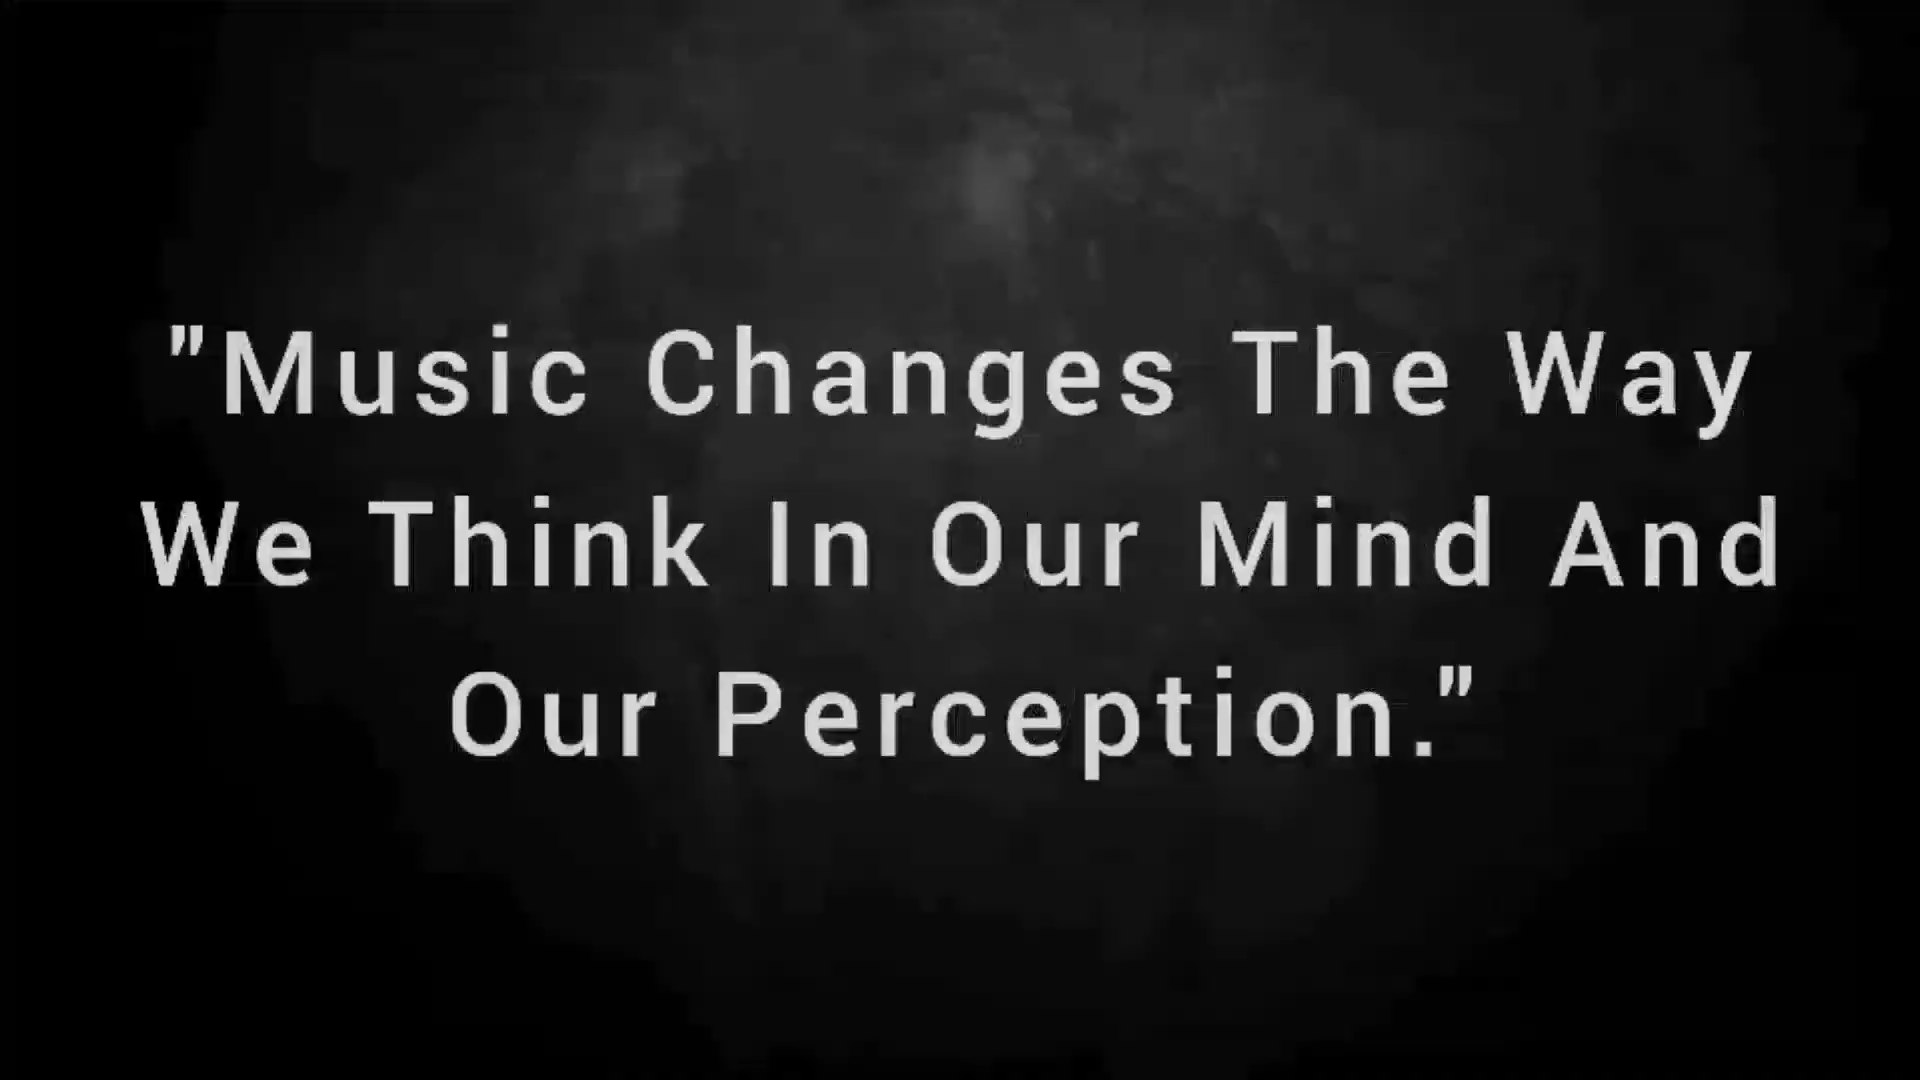 "Music Changes The Way
We Think In Our Mind And
Our Perception."